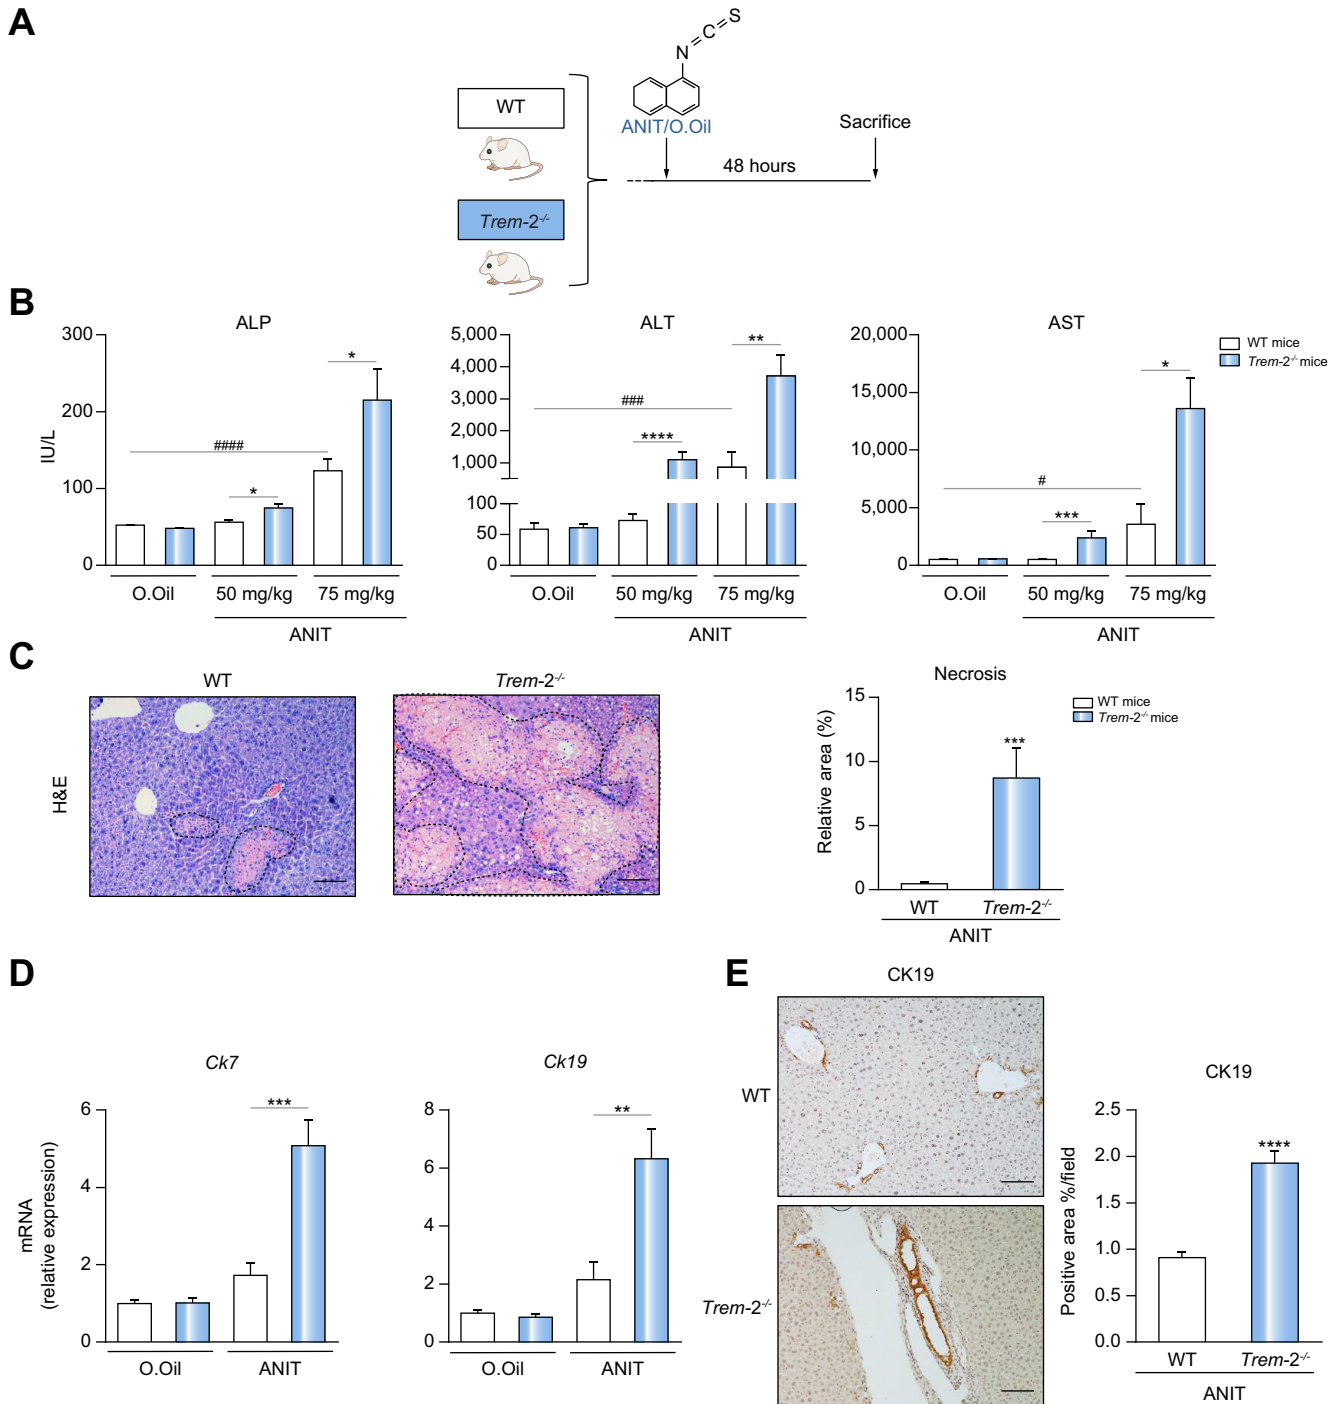 A
S
C
N
WT
ANIT/O.Oil
Sacrifice
48 hours
Trem-2-/-
B
ALP
ALT
AST
300
200
100
0
IU/L
####
*
*
5,000
4,000
3,000
2,000
1,000
100
50
0
###
****
**
20,000
15,000
10,000
5,000
0
#
***
*
WT mice
Trem-2-/- mice
O.Oil 50 mg/kg 75 mg/kg
ANIT
O.Oil 50 mg/kg 75 mg/kg
ANIT
O.Oil 50 mg/kg 75 mg/kg
ANIT
C
WT
Trem-2-/-
H&E
Necrosis
15
10
5
0
Relative area (%)
***
WT mice
Trem-2-/- mice
WT Trem-2-/-
ANIT
D
Ck7
6
4
2
0
mRNA
(relative expression)
***
O.Oil ANIT
Ck19
8
6
4
2
0
**
O.Oil ANIT
E
CK19
WT
Trem-2-/-
CK19
2.5
2.0
1.5
1.0
0.5
0.0
Positive area %/field
****
WT Trem-2-/-
ANIT